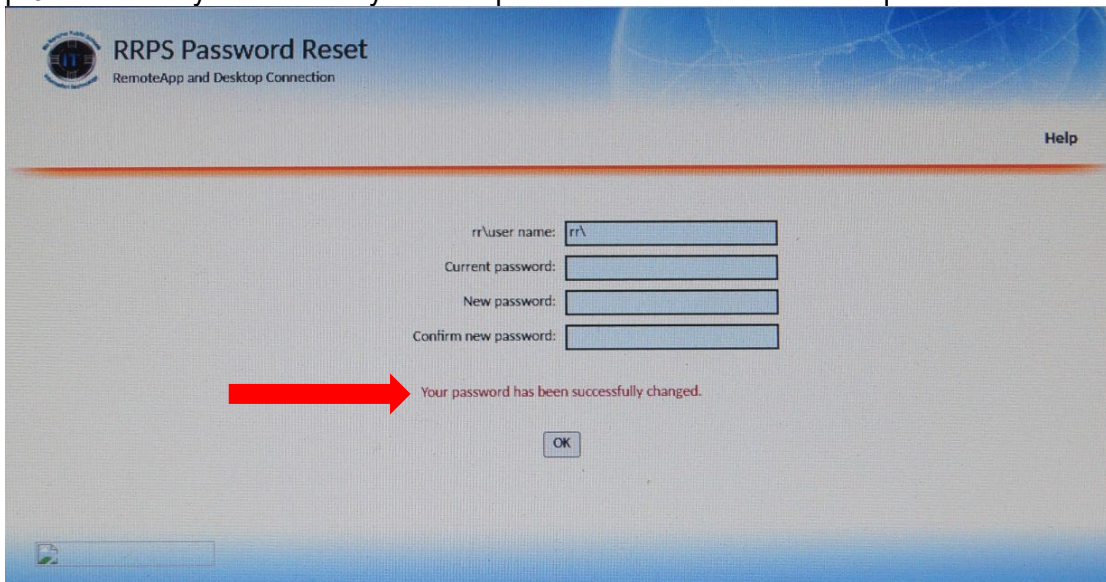 RRPS Password Reset
RemoteApp and Desktop Connection
IT
Help
rr\user name: rr\
Current password:
New password:
Confirm new password:
Your password has been successfully changed.
OK